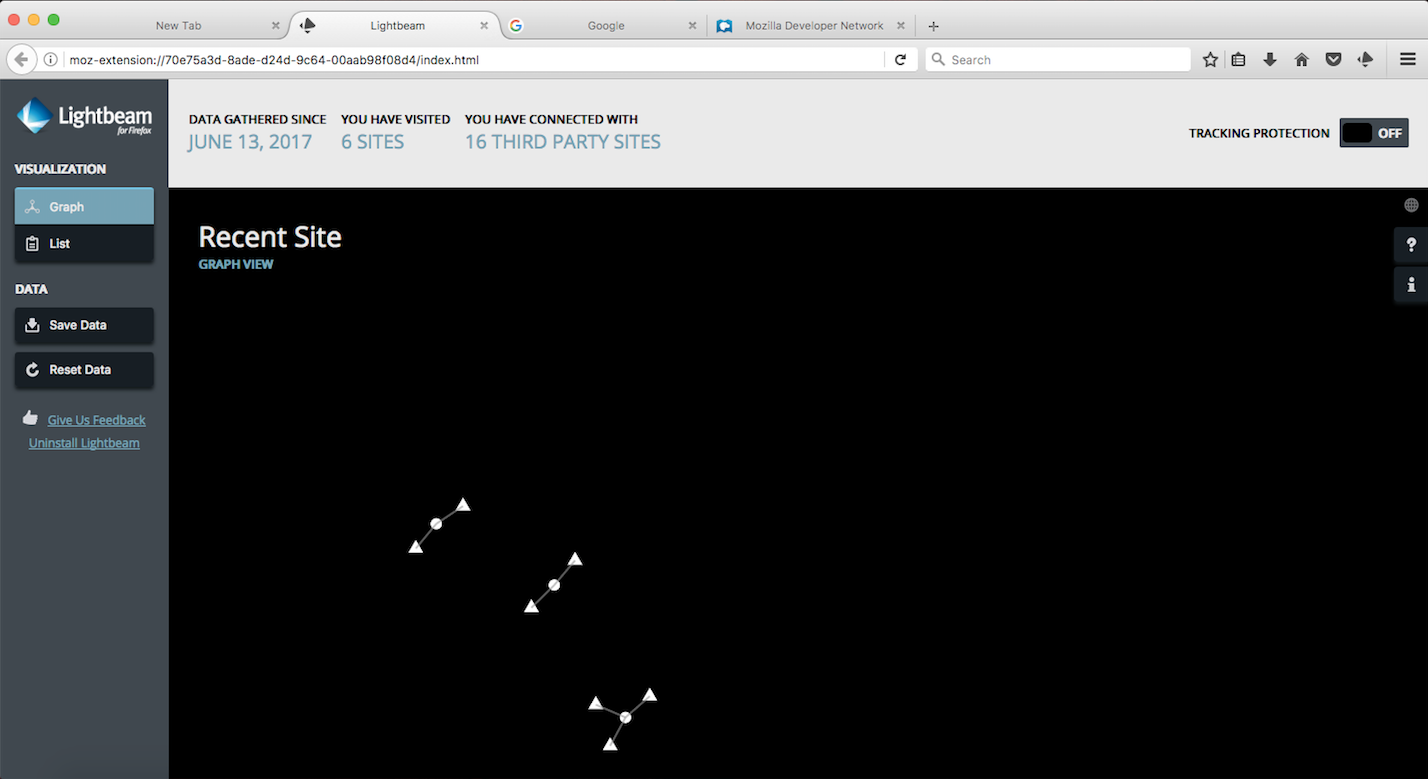 New Tab
Lightbeam
Google
Mozilla Developer Network
moz-extension://70e75a3d-8ade-d24d-9c64-00aab98f08d4/index.html
Search
Lightbeam
for Firefox
DATA GATHERED SINCE
JUNE 13, 2017
YOU HAVE VISITED
6 SITES
YOU HAVE CONNECTED WITH
16 THIRD PARTY SITES
TRACKING PROTECTION
OFF
VISUALIZATION
Graph
List
DATA
Save Data
Reset Data
Give Us Feedback
Uninstall Lightbeam
Recent Site
GRAPH VIEW